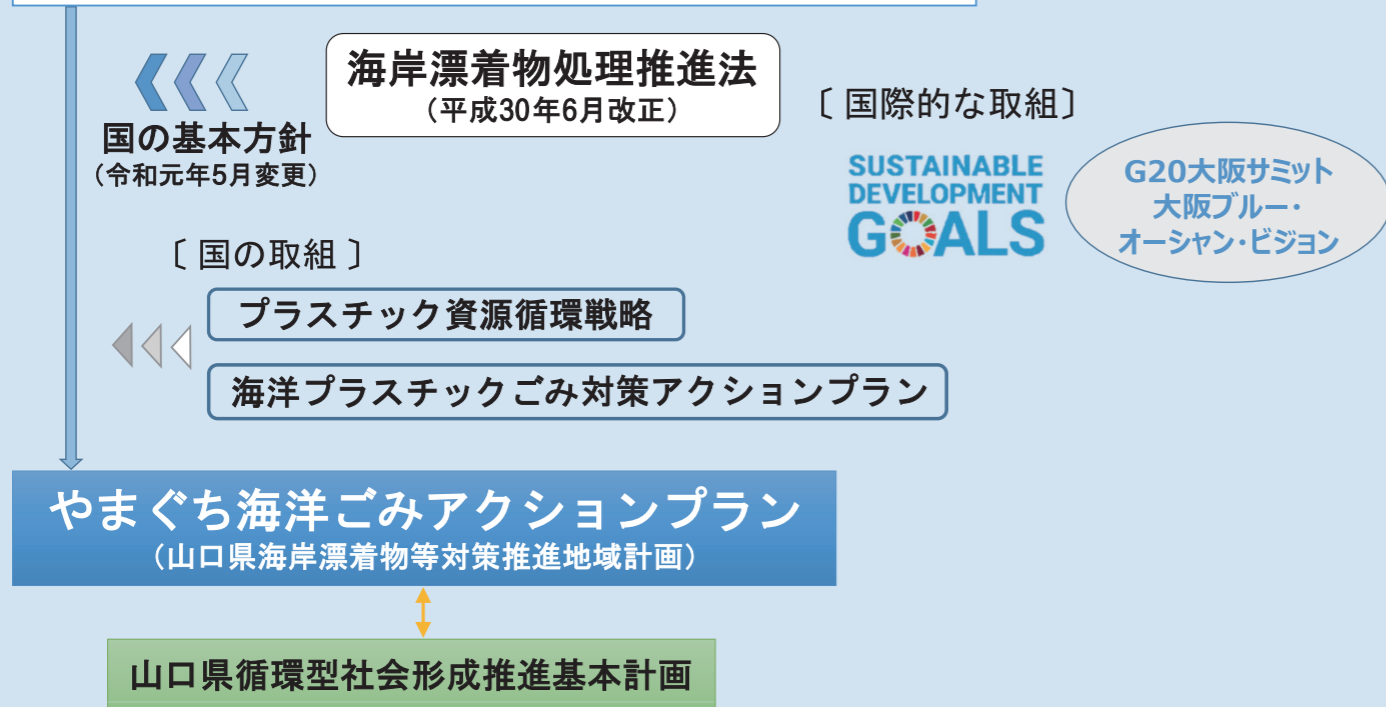 海岸漂着物処理推進法
（平成30年6月改正）
国の基本方針
（令和元年5月変更）
〔 国際的な取組〕
SUSTAINABLE
DEVELOPMENT
GOALS
G20大阪サミット
大阪ブルー・
オーシャン・ビジョン
〔 国の取組 〕
プラスチック資源循環戦略
海洋プラスチックごみ対策アクションプラン
やまぐち海洋ごみアクションプラン
（山口県海岸漂着物等対策推進地域計画）
山口県循環型社会形成推進基本計画